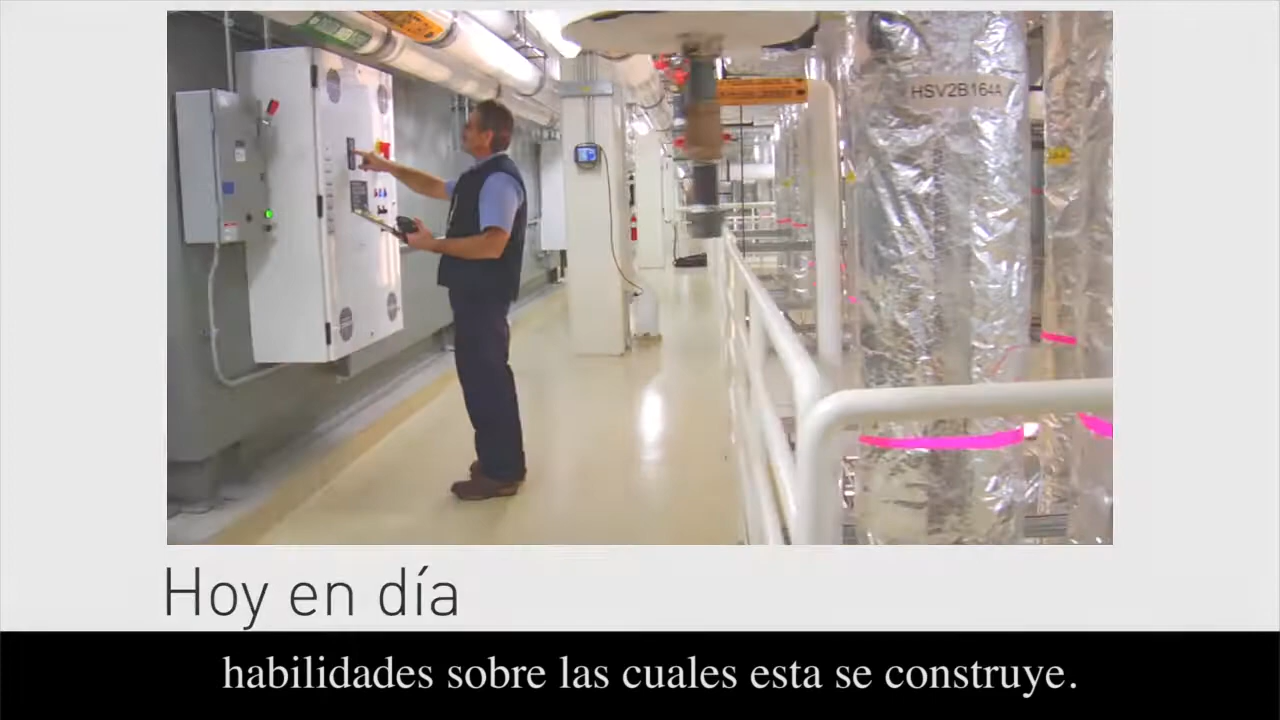 HSV2B164A
Hoy en día
habilidades sobre las cuales esta se construye.